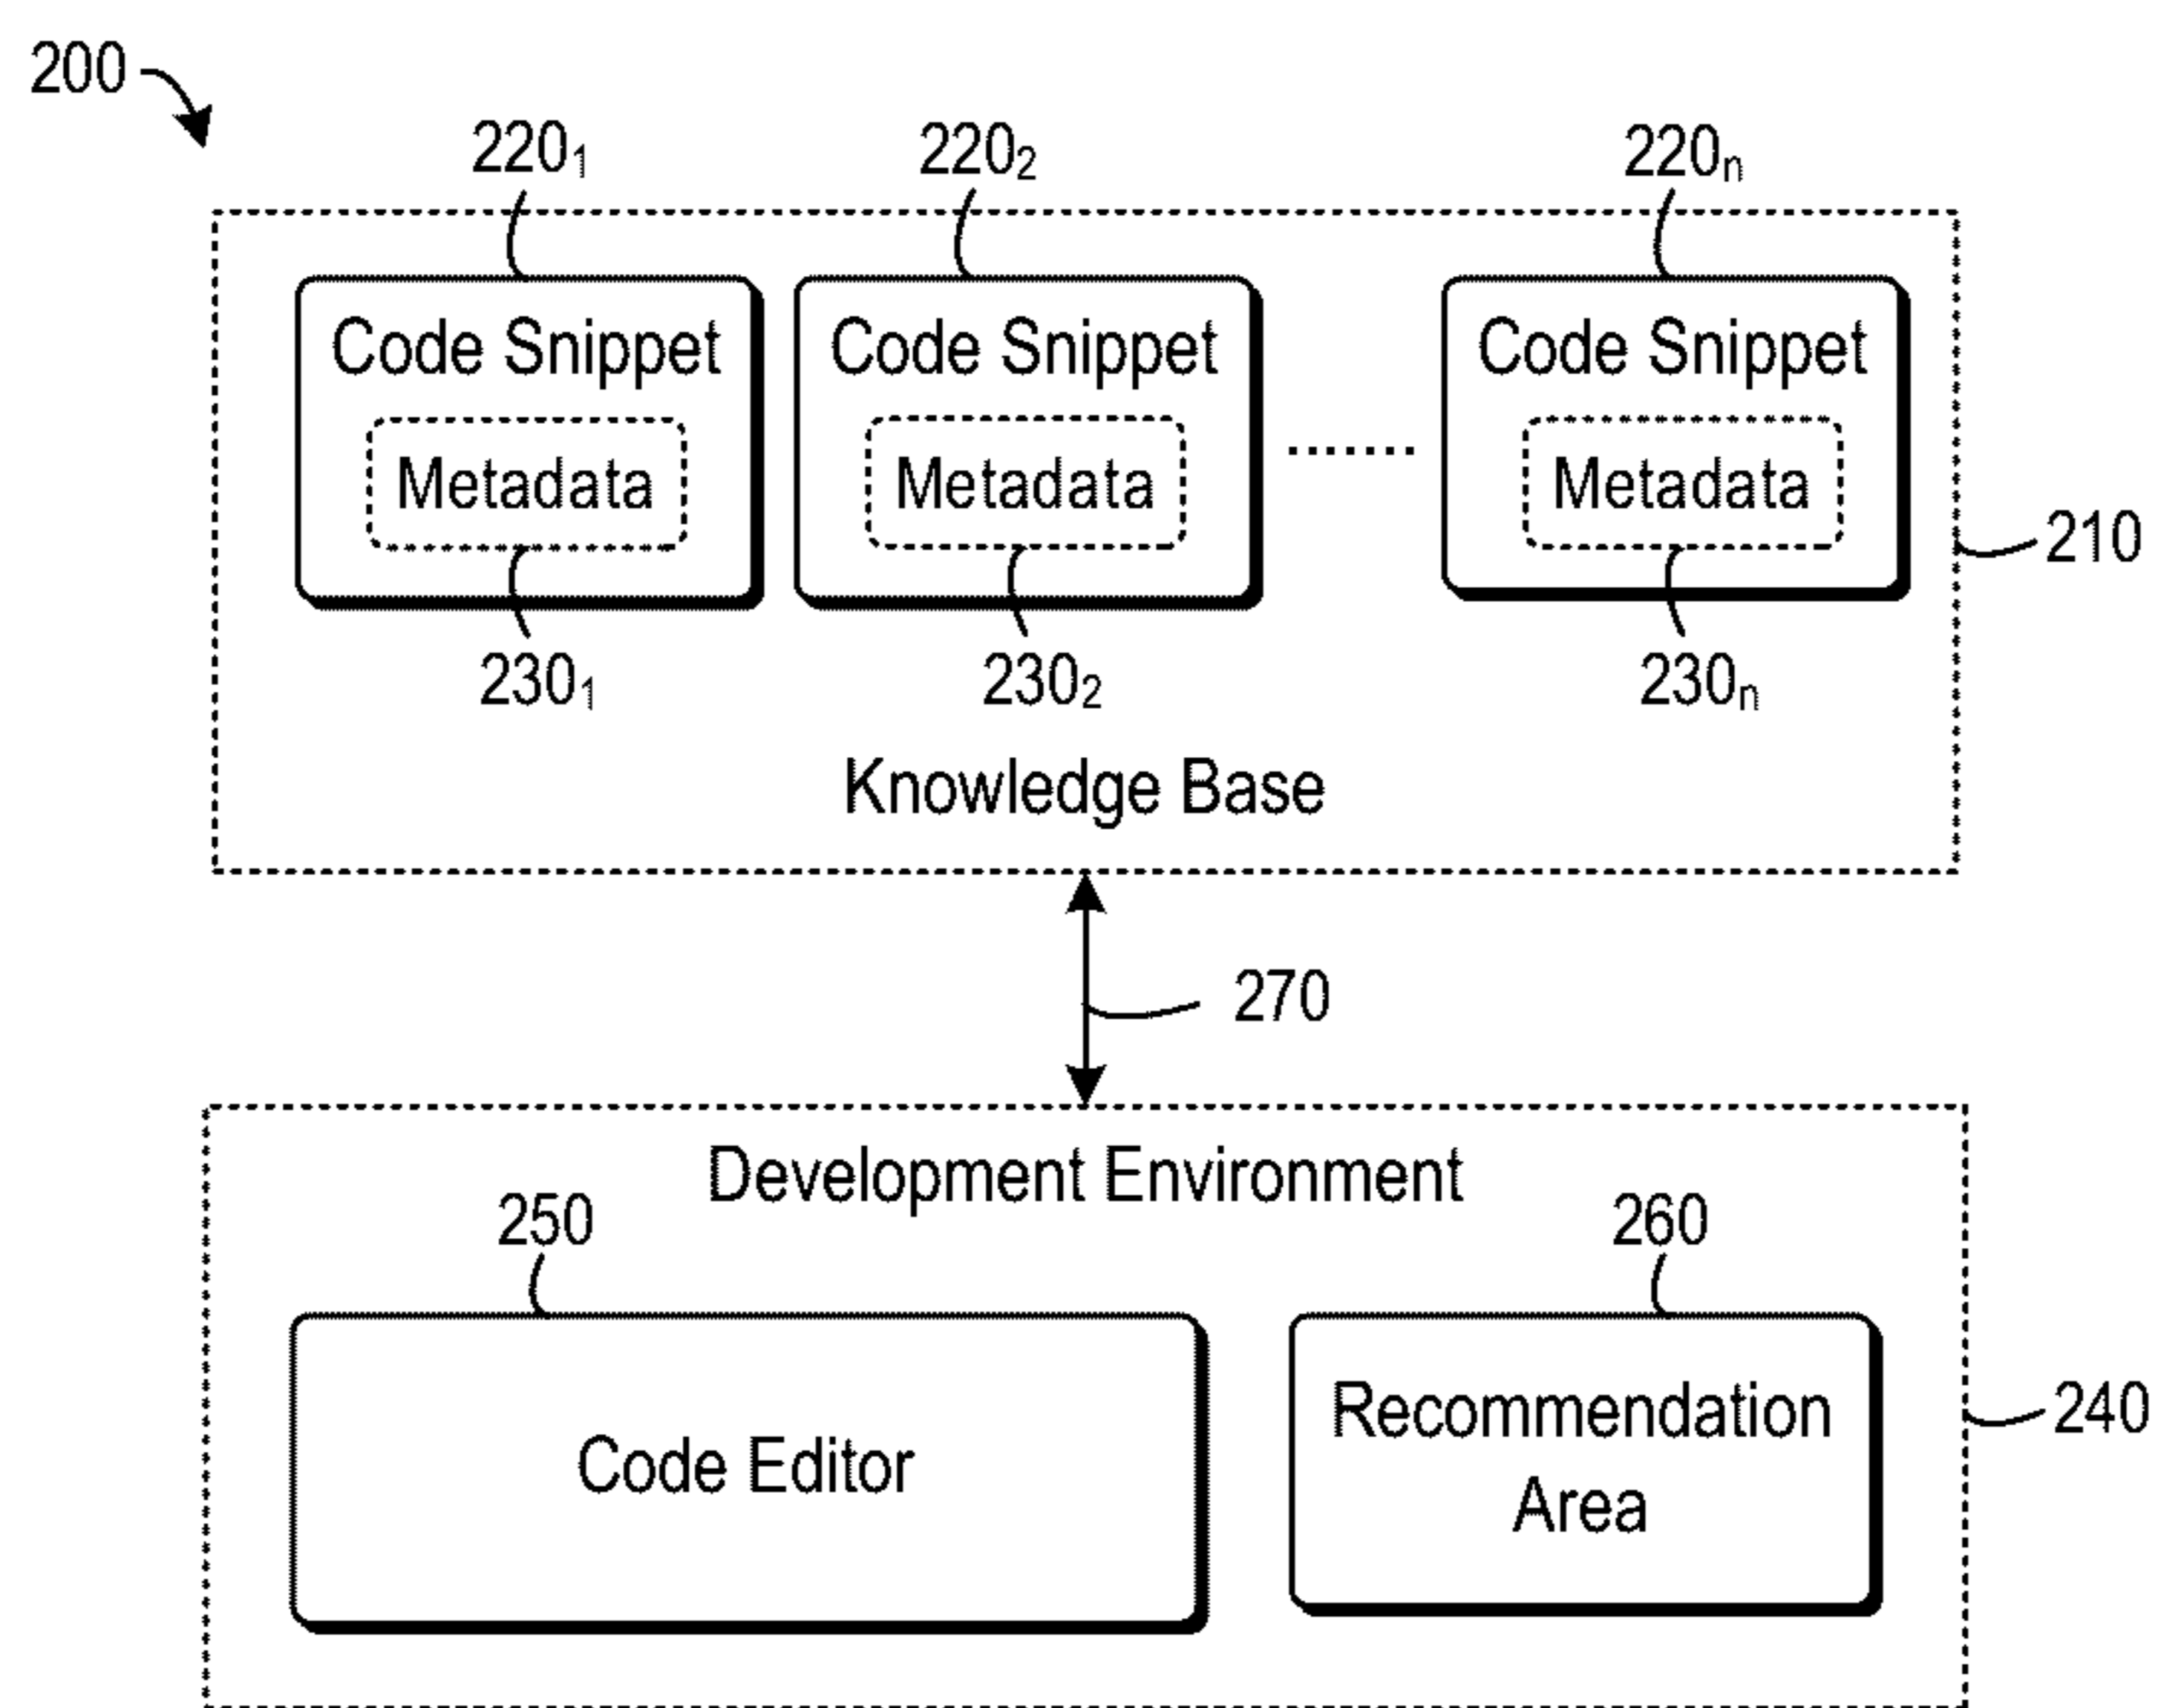 200
220₁ 220₂ 220ₙ
Code Snippet Code Snippet Code Snippet
Metadata Metadata Metadata
210
230₁ 230₂ 230ₙ
Knowledge Base
270
Development Environment
250 260
Recommendation
240
Code Editor
Area